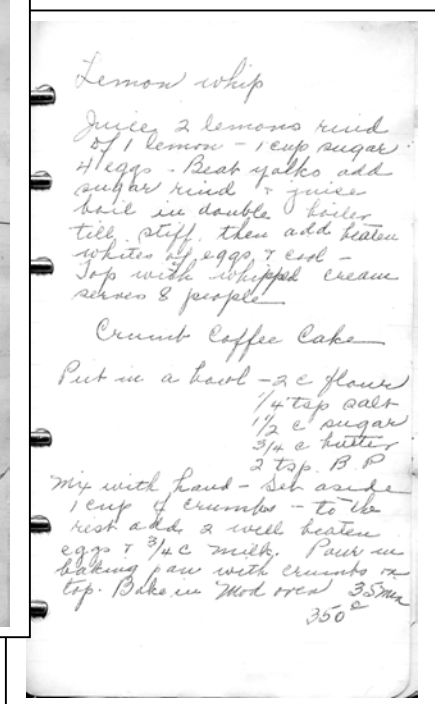 Lemon whip
Juice 2 lemons rind
of 1 lemon - 1 cup sugar
4 eggs - Beat yolks add
sugar rind & juice
boil in double boiler
till stiff, then add beaten
whites of eggs & cool -
Top with whipped cream
serves 8 people
Crumb Coffee Cake
Put in a bowl - 2 c flour
1/4 tsp salt
1 1/2 c sugar
3/4 c butter
2 tsp. B P
Mix with hand - Set aside
1 cup of crumbs - to the
rest add 2 well beaten
eggs & 3/4 c milk. Pour in
baking pan with crumbs on
top. Bake in Mod oven 35 min
350°